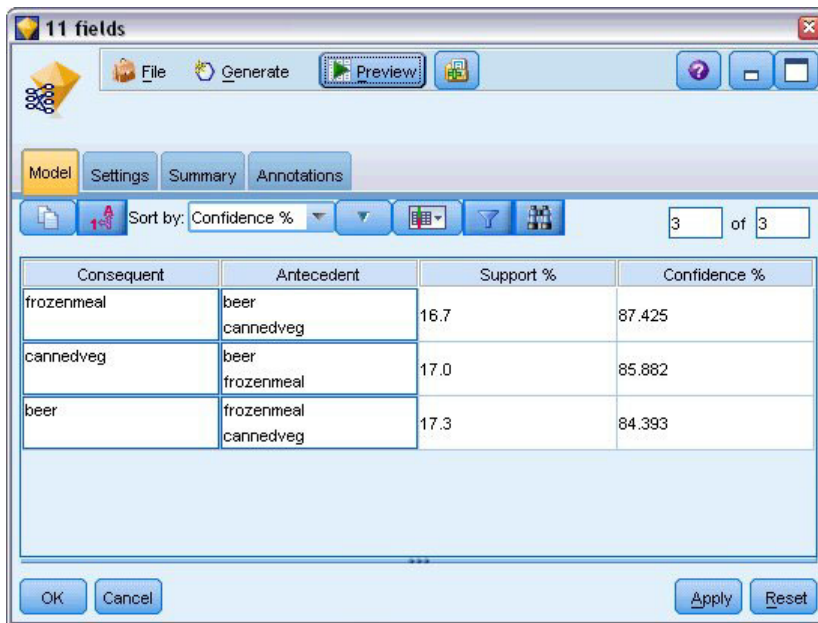 11 fields
File Generate Preview
Model Settings Summary Annotations
Sort by: Confidence % 3 of 3
Consequent Antecedent Support % Confidence %
frozenmeal beer 16.7 87.425
cannedveg
cannedveg beer 17.0 85.882
frozenmeal
beer frozenmeal 17.3 84.393
cannedveg
OK Cancel Apply Reset